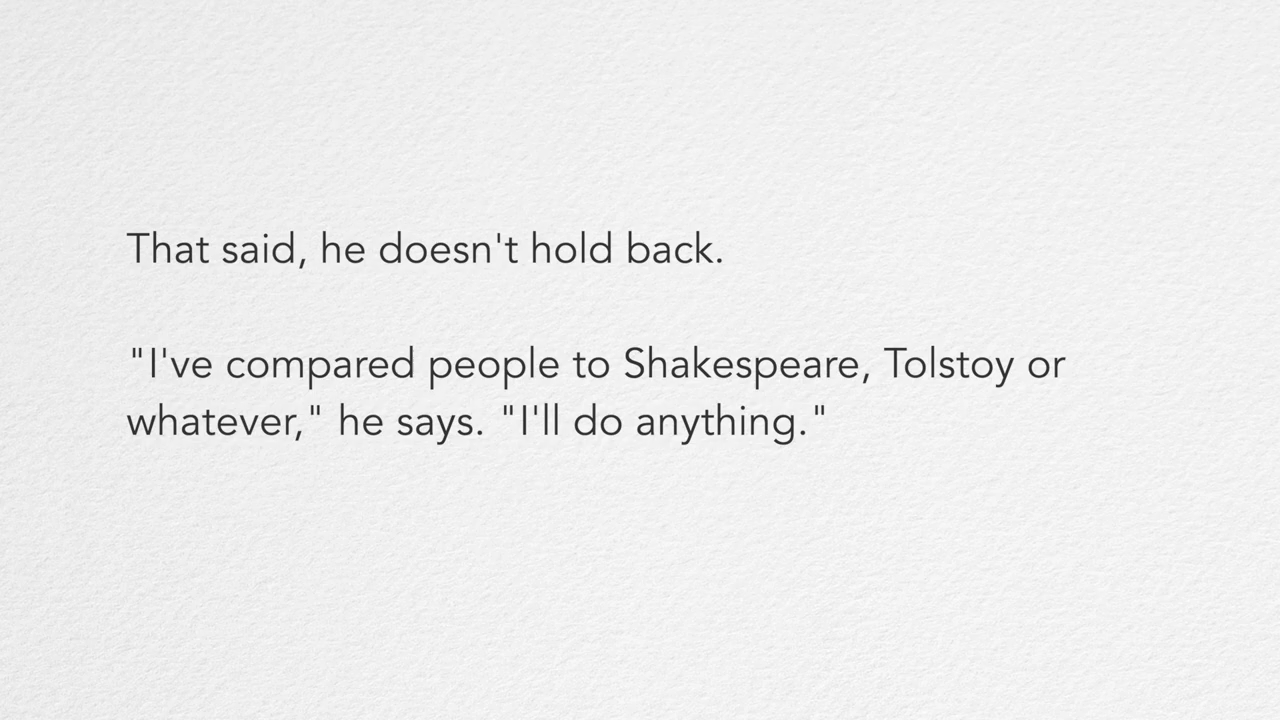 That said, he doesn't hold back.
"I've compared people to Shakespeare, Tolstoy or
whatever," he says. "I'll do anything."